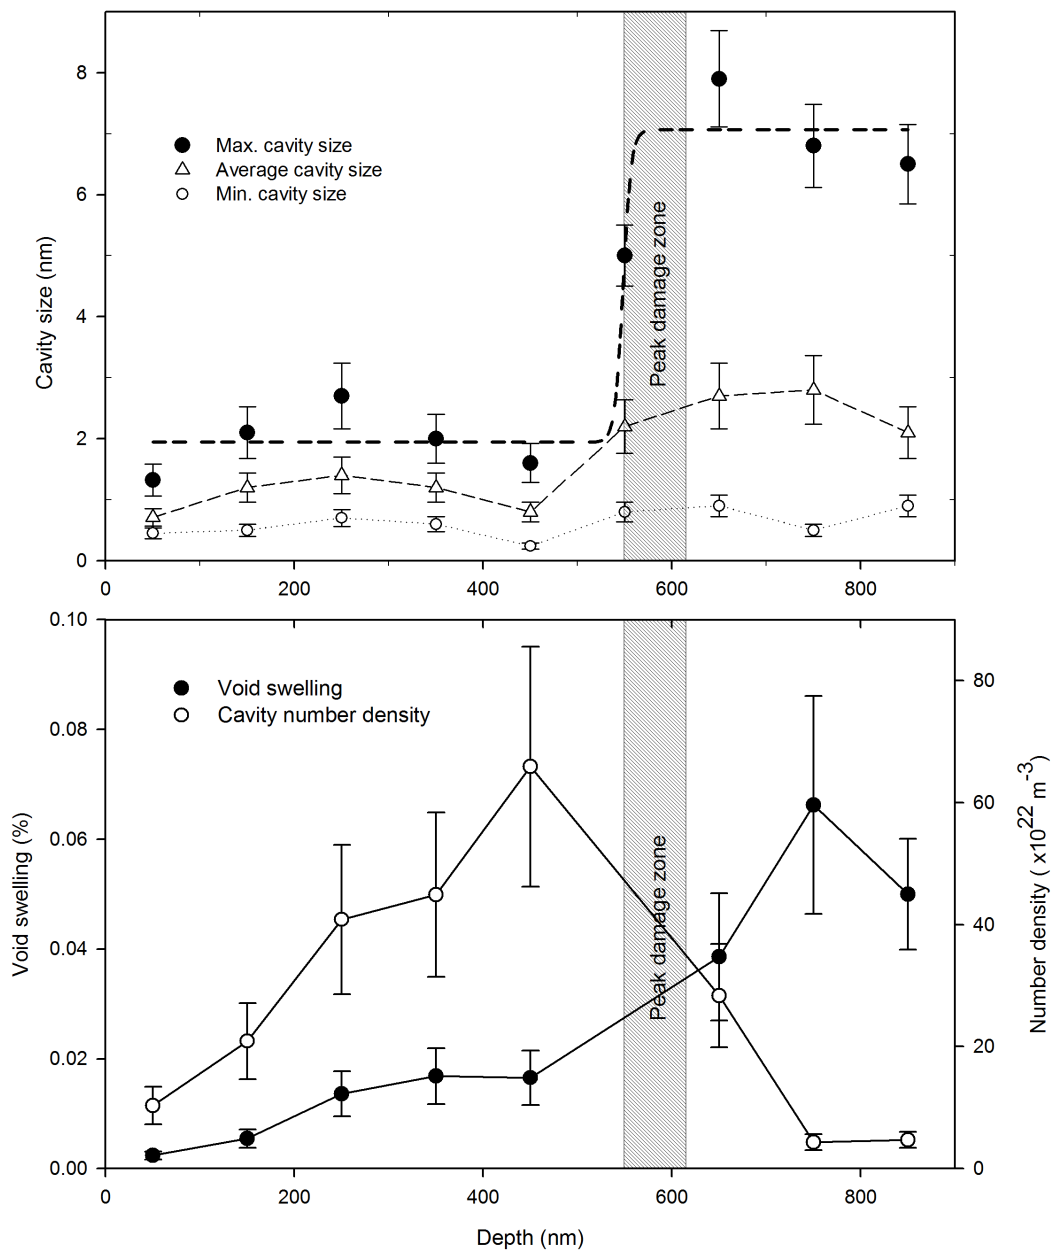 8
6
4
2
0
Cavity size (nm)
Max. cavity size
Average cavity size
Min. cavity size
Peak damage zone
0 200 400 600 800
0.10
0.08
0.06
0.04
0.02
0.00
Void swelling (%)
Void swelling
Cavity number density
Peak damage zone
80
60
40
20
0
Number density ( x10²² m⁻³)
0 200 400 600 800
Depth (nm)